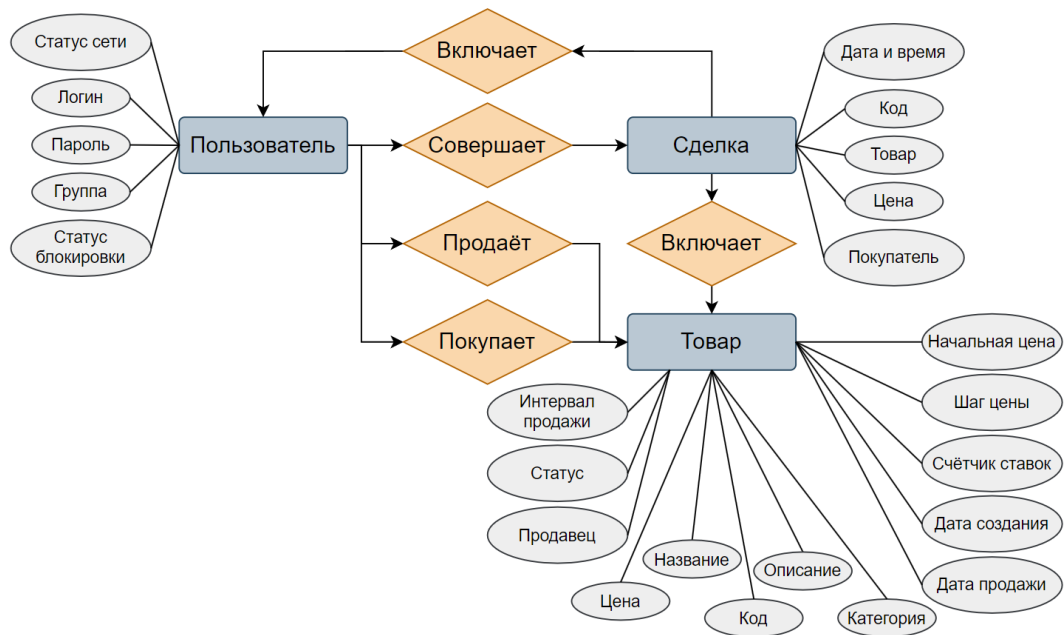 Статус сети
Логин
Пароль
Группа
Статус
блокировки
Пользователь
Включает
Совершает
Продаёт
Покупает
Сделка
Включает
Товар
Дата и время
Код
Товар
Цена
Покупатель
Интервал
продажи
Статус
Продавец
Цена
Название
Код
Описание
Категория
Начальная цена
Шаг цены
Счётчик ставок
Дата создания
Дата продажи